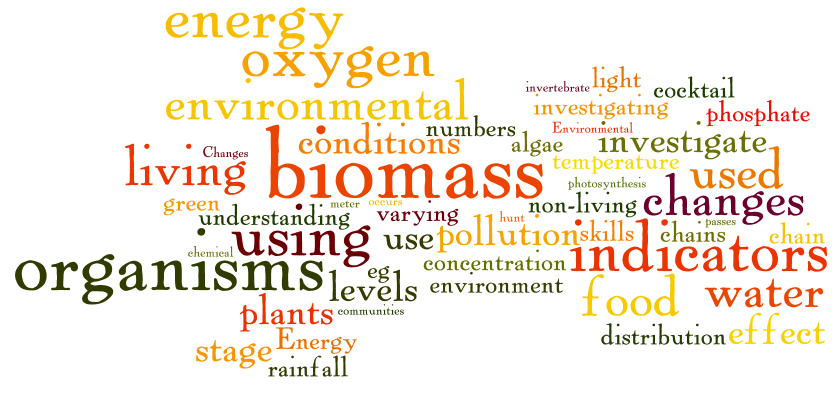 energy
oxygen
environmental
invertebrate light cocktail
investigating phosphate
numbers Environmental
conditions algae investigate
living Changes biomass temperature used
photosynthesis
green meter occurs non-living changes
understanding varying hunt passes
using use pollution skills chains chain
chemical
organisms eg concentration indicators
levels environment food water
plants communities
distribution effect
stage Energy
rainfall